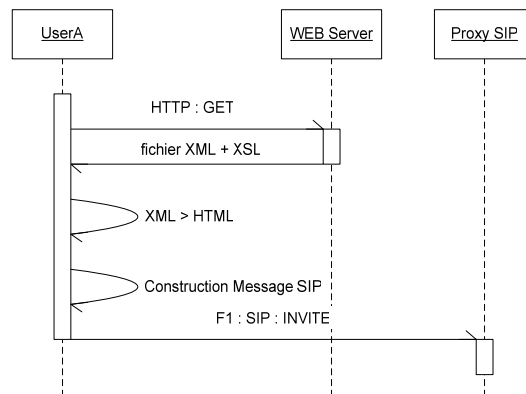 UserA
WEB Server
Proxy SIP
HTTP : GET
fichier XML + XSL
XML > HTML
Construction Message SIP
F1 : SIP : INVITE